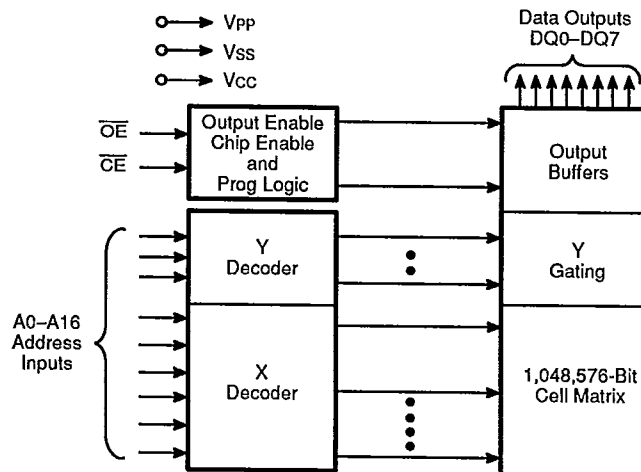 VPP
VSS
VCC
Data Outputs
DQ0–DQ7
OE
CE
Output Enable
Chip Enable
and
Prog Logic
Output
Buffers
Y
Decoder
Y
Gating
A0–A16
Address
Inputs
X
Decoder
1,048,576-Bit
Cell Matrix